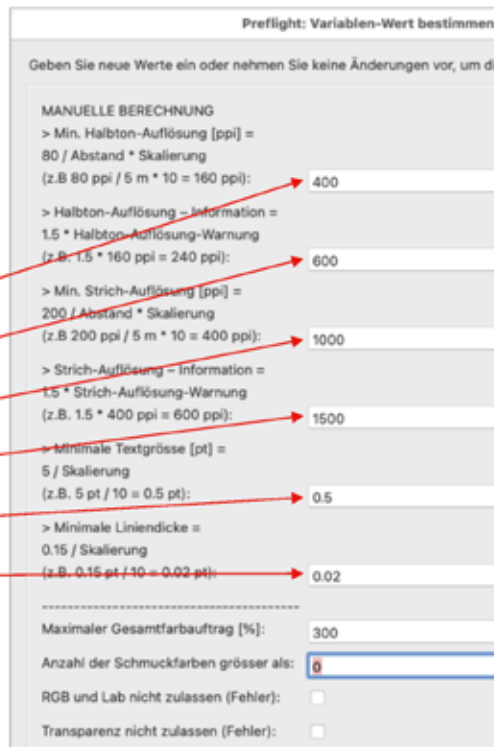 Preflight: Variablen-Wert bestimmen
Geben Sie neue Werte ein oder nehmen Sie keine Änderungen vor, um di
MANUELLE BERECHNUNG
> Min. Halbton-Auflösung [ppi] =
80 / Abstand * Skalierung
(z.B 80 ppi / 5 m * 10 = 160 ppi): 400
> Halbton-Auflösung – Information =
1.5 * Halbton-Auflösung-Warnung
(z.B. 1.5 * 160 ppi = 240 ppi): 600
> Min. Strich-Auflösung [ppi] =
200 / Abstand * Skalierung
(z.B 200 ppi / 5 m * 10 = 400 ppi): 1000
> Strich-Auflösung – Information =
1.5 * Strich-Auflösung-Warnung
(z.B. 1.5 * 400 ppi = 600 ppi): 1500
> Minimale Textgrösse [pt] =
5 / Skalierung
(z.B. 5 pt / 10 = 0.5 pt): 0.5
> Minimale Liniendicke =
0.15 / Skalierung
(z.B. 0.15 pt / 10 = 0.02 pt): 0.02
----------------------------------------
Maximaler Gesamtfarbauftrag [%]: 300
Anzahl der Schmuckfarben grösser als: 0
RGB und Lab nicht zulassen (Fehler):
Transparenz nicht zulassen (Fehler):